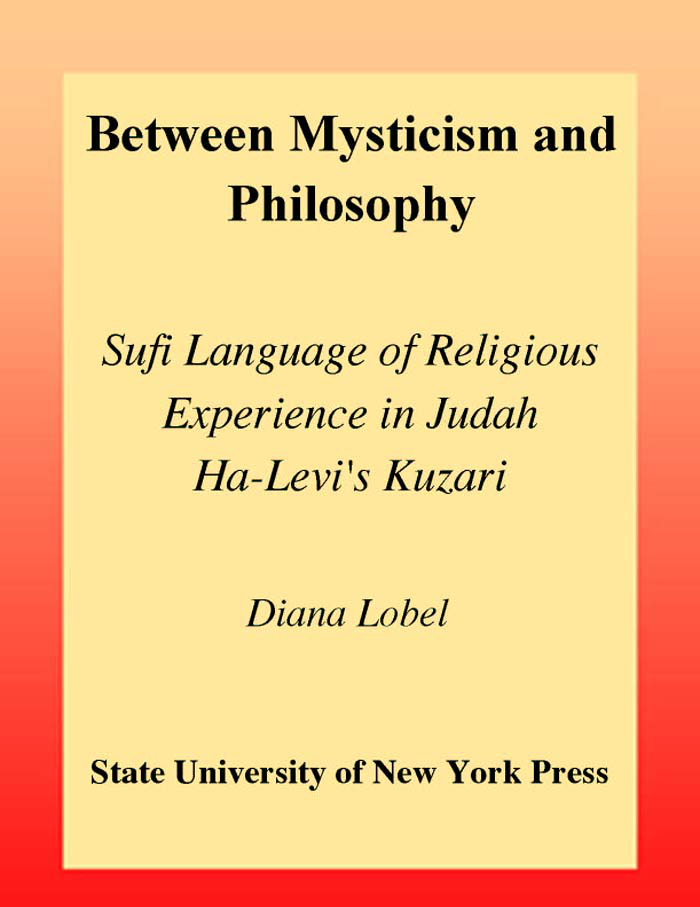 Between Mysticism and
Philosophy
Sufi Language of Religious
Experience in Judah
Ha-Levi's Kuzari
Diana Lobel
State University of New York Press